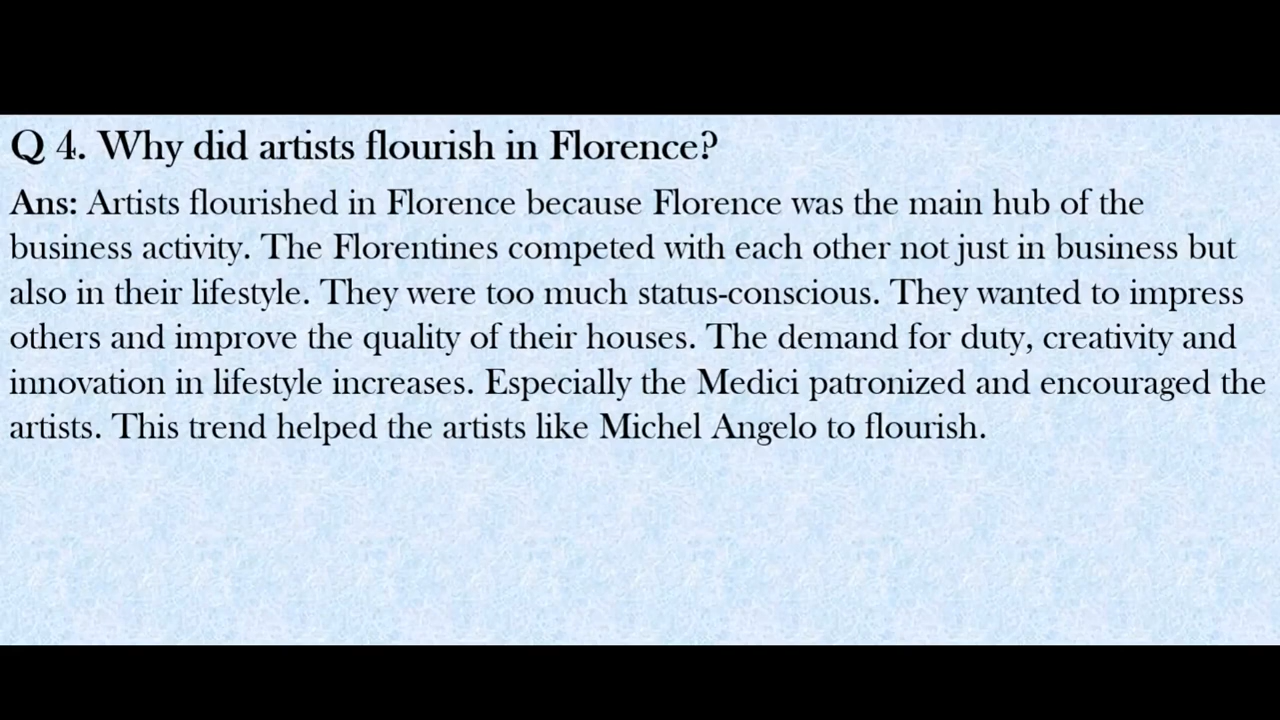 Q 4. Why did artists flourish in Florence?
Ans: Artists flourished in Florence because Florence was the main hub of the
business activity. The Florentines competed with each other not just in business but
also in their lifestyle. They were too much status-conscious. They wanted to impress
others and improve the quality of their houses. The demand for duty, creativity and
innovation in lifestyle increases. Especially the Medici patronized and encouraged the
artists. This trend helped the artists like Michel Angelo to flourish.